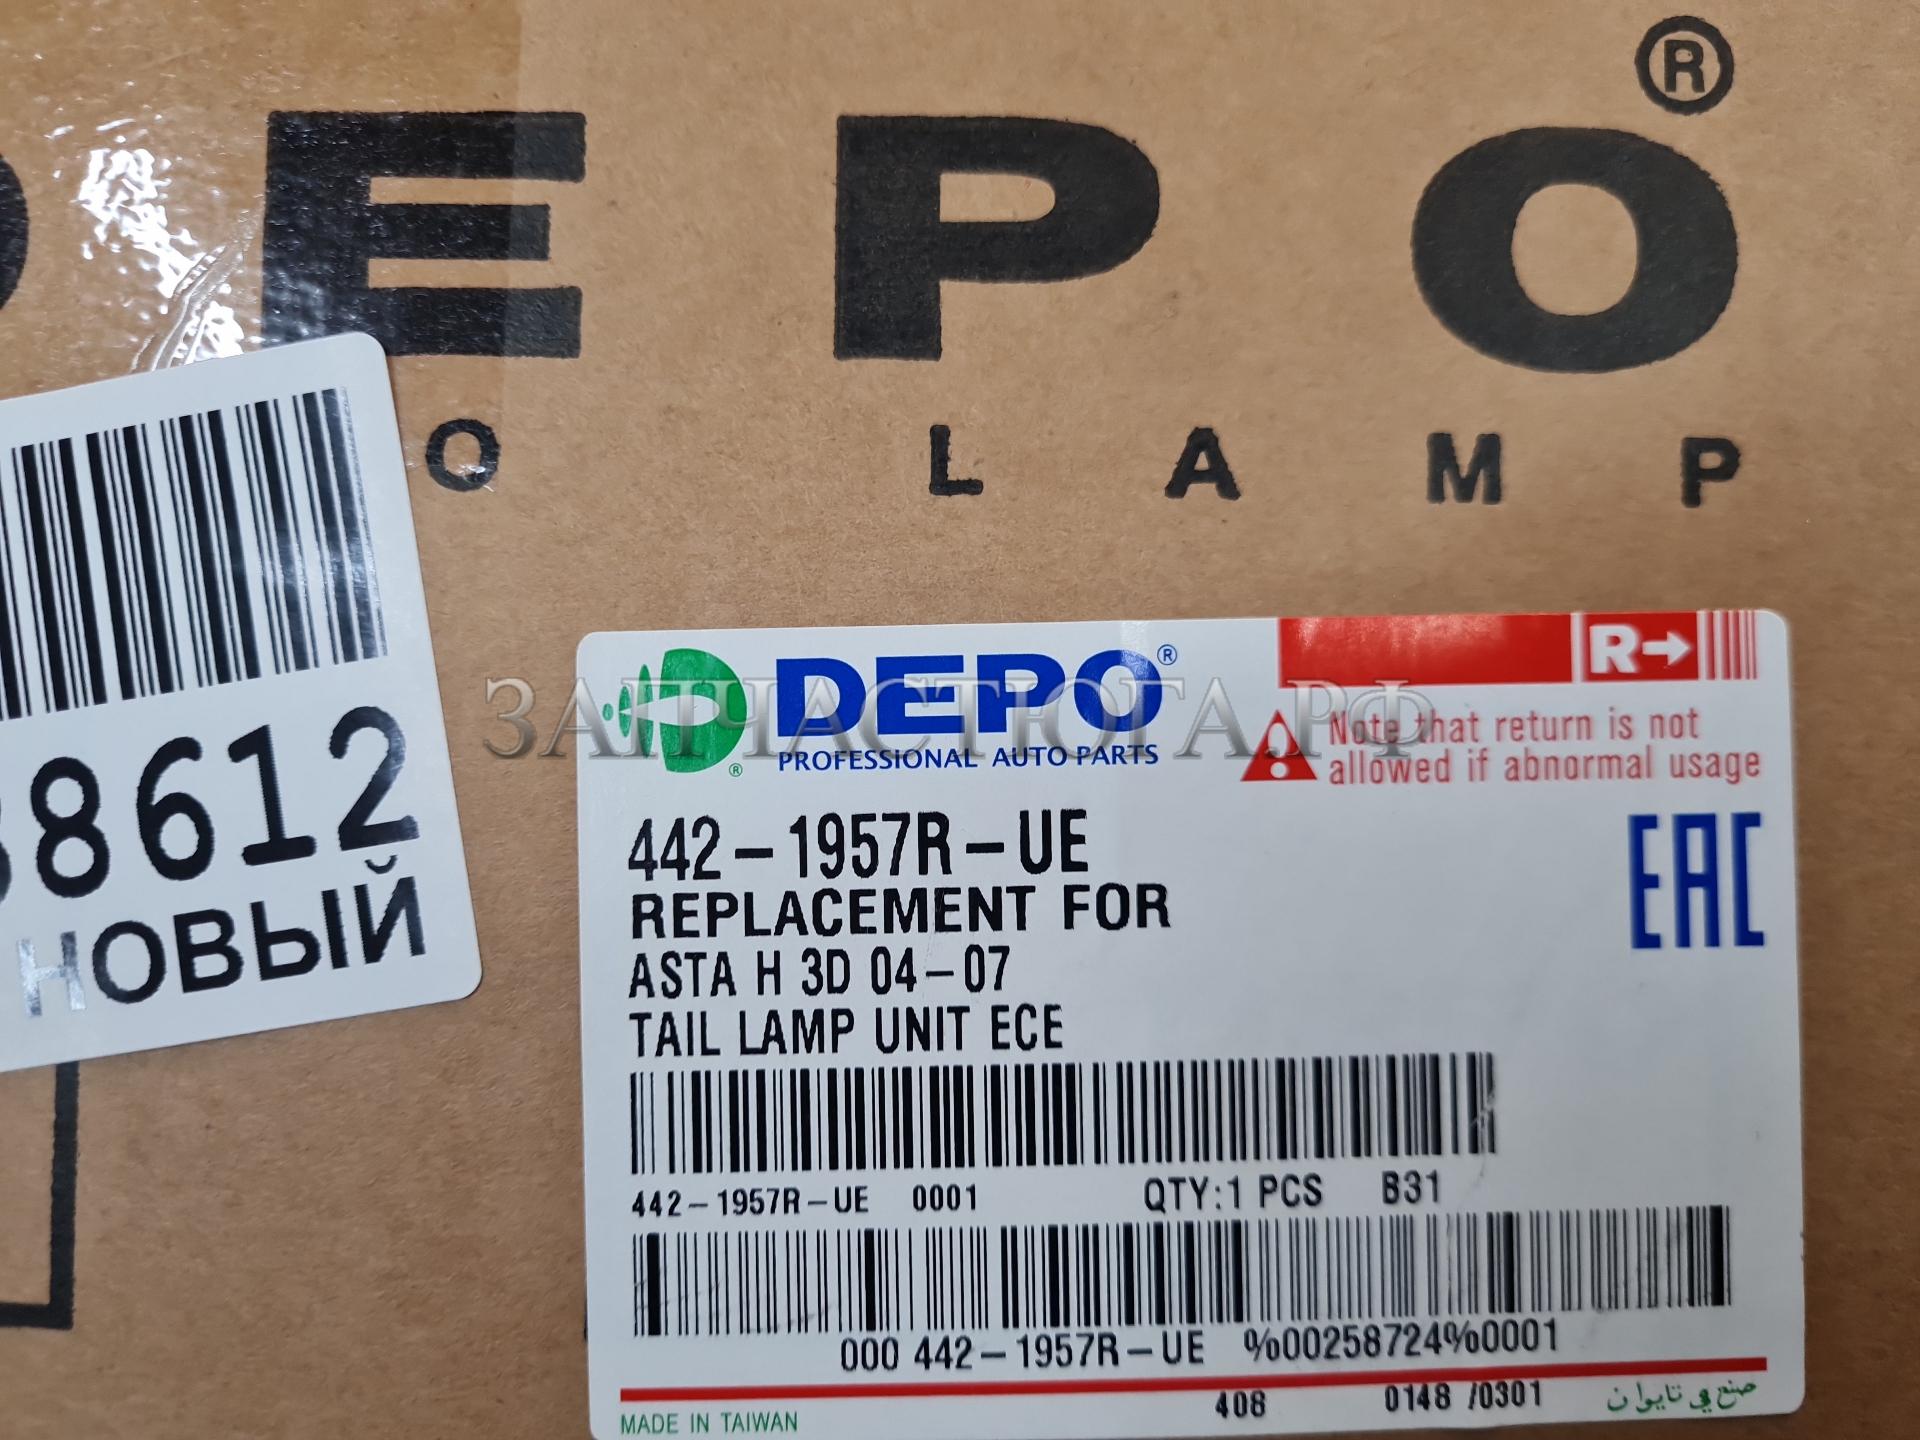 ®
EPO
O LAMP
8612
НОВЫЙ
DEPO®
PROFESSIONAL AUTO PARTS
®
R→
Note that return is not
allowed if abnormal usage
ЗАПЧАСТЮГА.РФ
EAC
442-1957R-UE
REPLACEMENT FOR
ASTA H 3D 04-07
TAIL LAMP UNIT ECE
442-1957R-UE 0001 QTY:1 PCS B31
000 442-1957R-UE %00258724%0001
408 0148 /0301
MADE IN TAIWAN صنع في تايوان